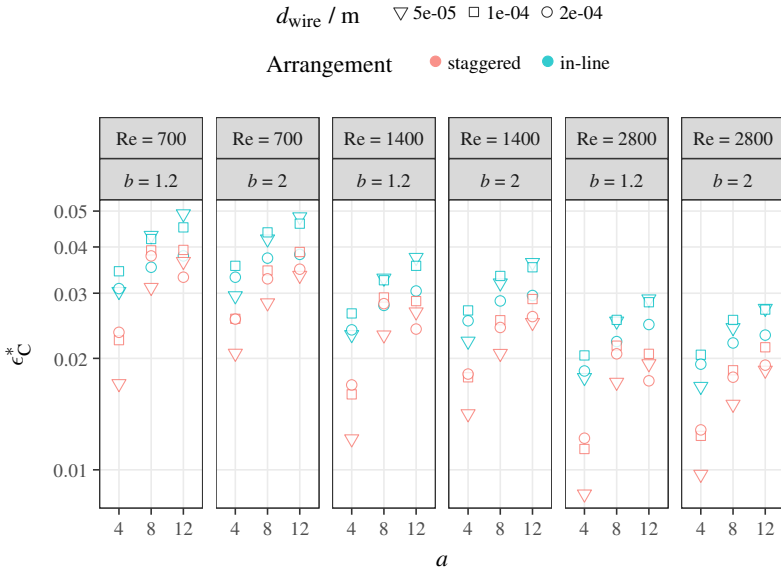 d_wire / m 5e-05 1e-04 2e-04
Arrangement staggered in-line
Re = 700 Re = 700 Re = 1400 Re = 1400 Re = 2800 Re = 2800
b = 1.2 b = 2 b = 1.2 b = 2 b = 1.2 b = 2
0.05
0.04
0.03
0.02
0.01
ϵ*_C
4 8 12 4 8 12 4 8 12 4 8 12 4 8 12 4 8 12
a